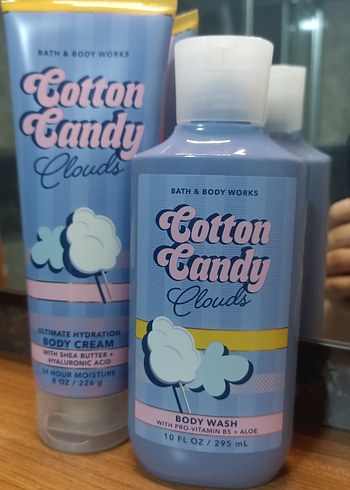 BATH & BODY WORKS
Cotton
Candy
Clouds
ULTIMATE HYDRATION
BODY CREAM
WITH SHEA BUTTER +
HYALURONIC ACID
24 HOUR MOISTURE
8 OZ / 226 g
BATH & BODY WORKS
Cotton
Candy
Clouds
BODY WASH
WITH PRO-VITAMIN B5 + ALOE
10 FL OZ / 295 mL